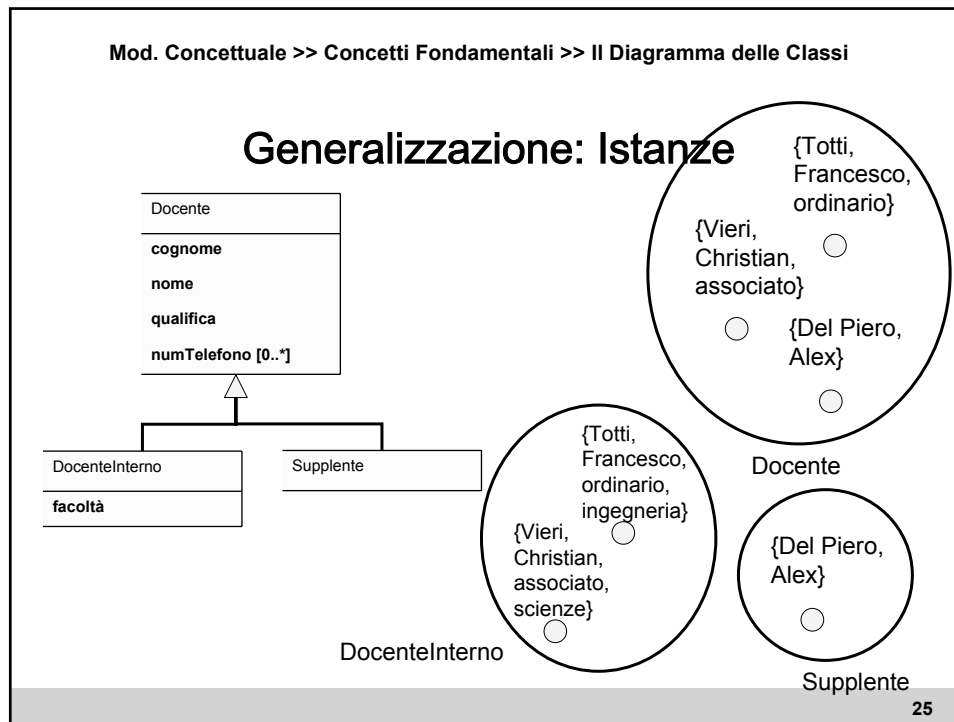 Mod. Concettuale >> Concetti Fondamentali >> Il Diagramma delle Classi
Generalizzazione: Istanze
Docente
cognome
nome
qualifica
numTelefono [0..*]
DocenteInterno
facoltà
Supplente
{Totti,
Francesco,
ordinario}
{Vieri,
Christian,
associato}
{Del Piero,
Alex}
Docente
{Totti,
Francesco,
ordinario,
ingegneria}
{Vieri,
Christian,
associato,
scienze}
DocenteInterno
{Del Piero,
Alex}
Supplente
25